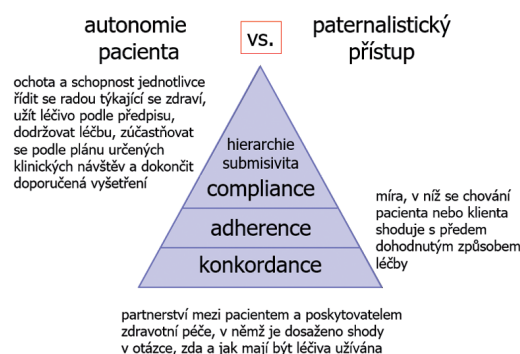 autonomie
pacienta
vs.
paternalistický
přístup
ochota a schopnost jednotlivce
řídit se radou týkající se zdraví,
užít léčivo podle předpisu,
dodržovat léčbu, zúčastňovat
se podle plánu určených
klinických návštěv a dokončit
doporučená vyšetření
hierarchie
submisivita
compliance
adherence
konkordance
míra, v níž se chování
pacienta nebo klienta
shoduje s předem
dohodnutým způsobem
léčby
partnerství mezi pacientem a poskytovatelem
zdravotní péče, v němž je dosaženo shody
v otázce, zda a jak mají být léčiva užívána